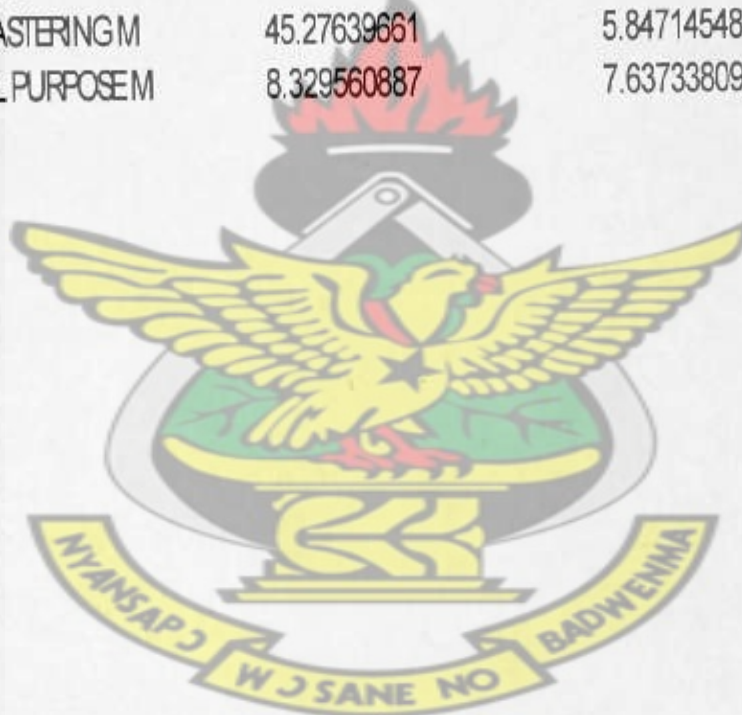 ASTERING M 45.27639661 5.84714548
L PURPOSE M 8.329560887 7.63733809
NYANSAPƆ WƆSANE NO BADWENMA